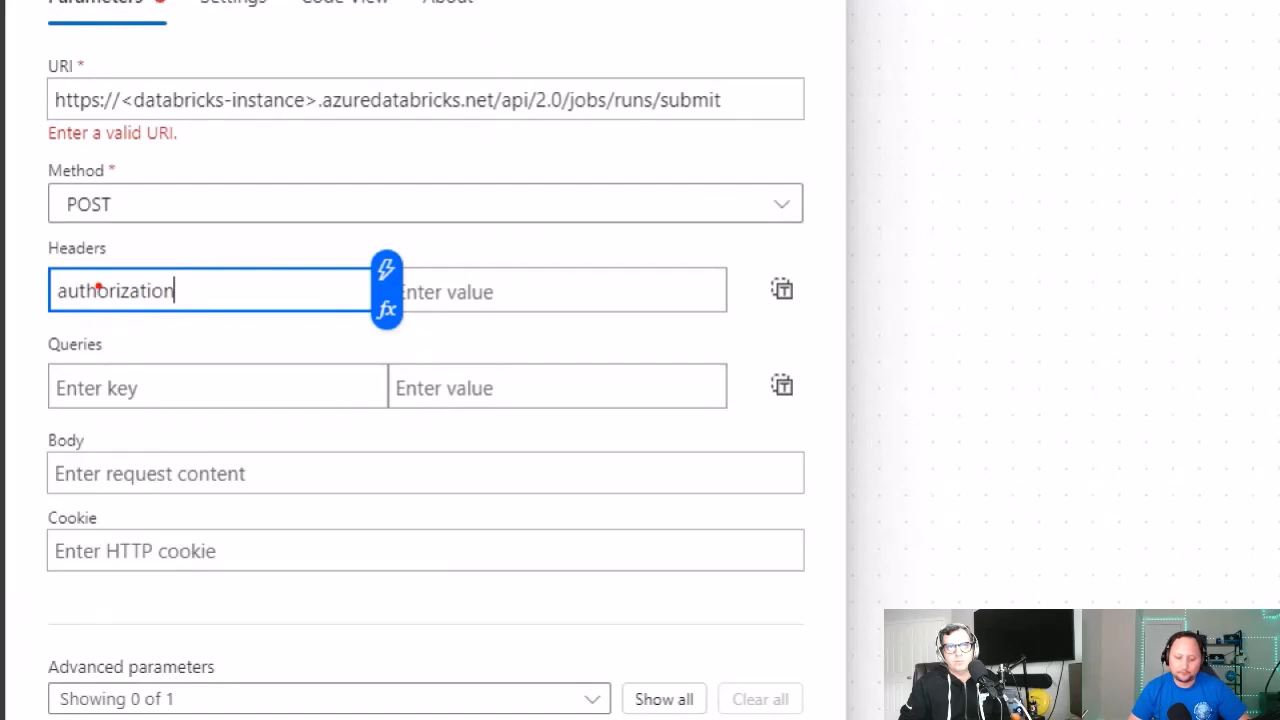 Parameters Settings Code View About
URI *
https://<databricks-instance>.azuredatabricks.net/api/2.0/jobs/runs/submit
Enter a valid URI.
Method *
POST
Headers
authorization Enter value
fx
Queries
Enter key Enter value
Body
Enter request content
Cookie
Enter HTTP cookie
Advanced parameters
Showing 0 of 1 Show all Clear all